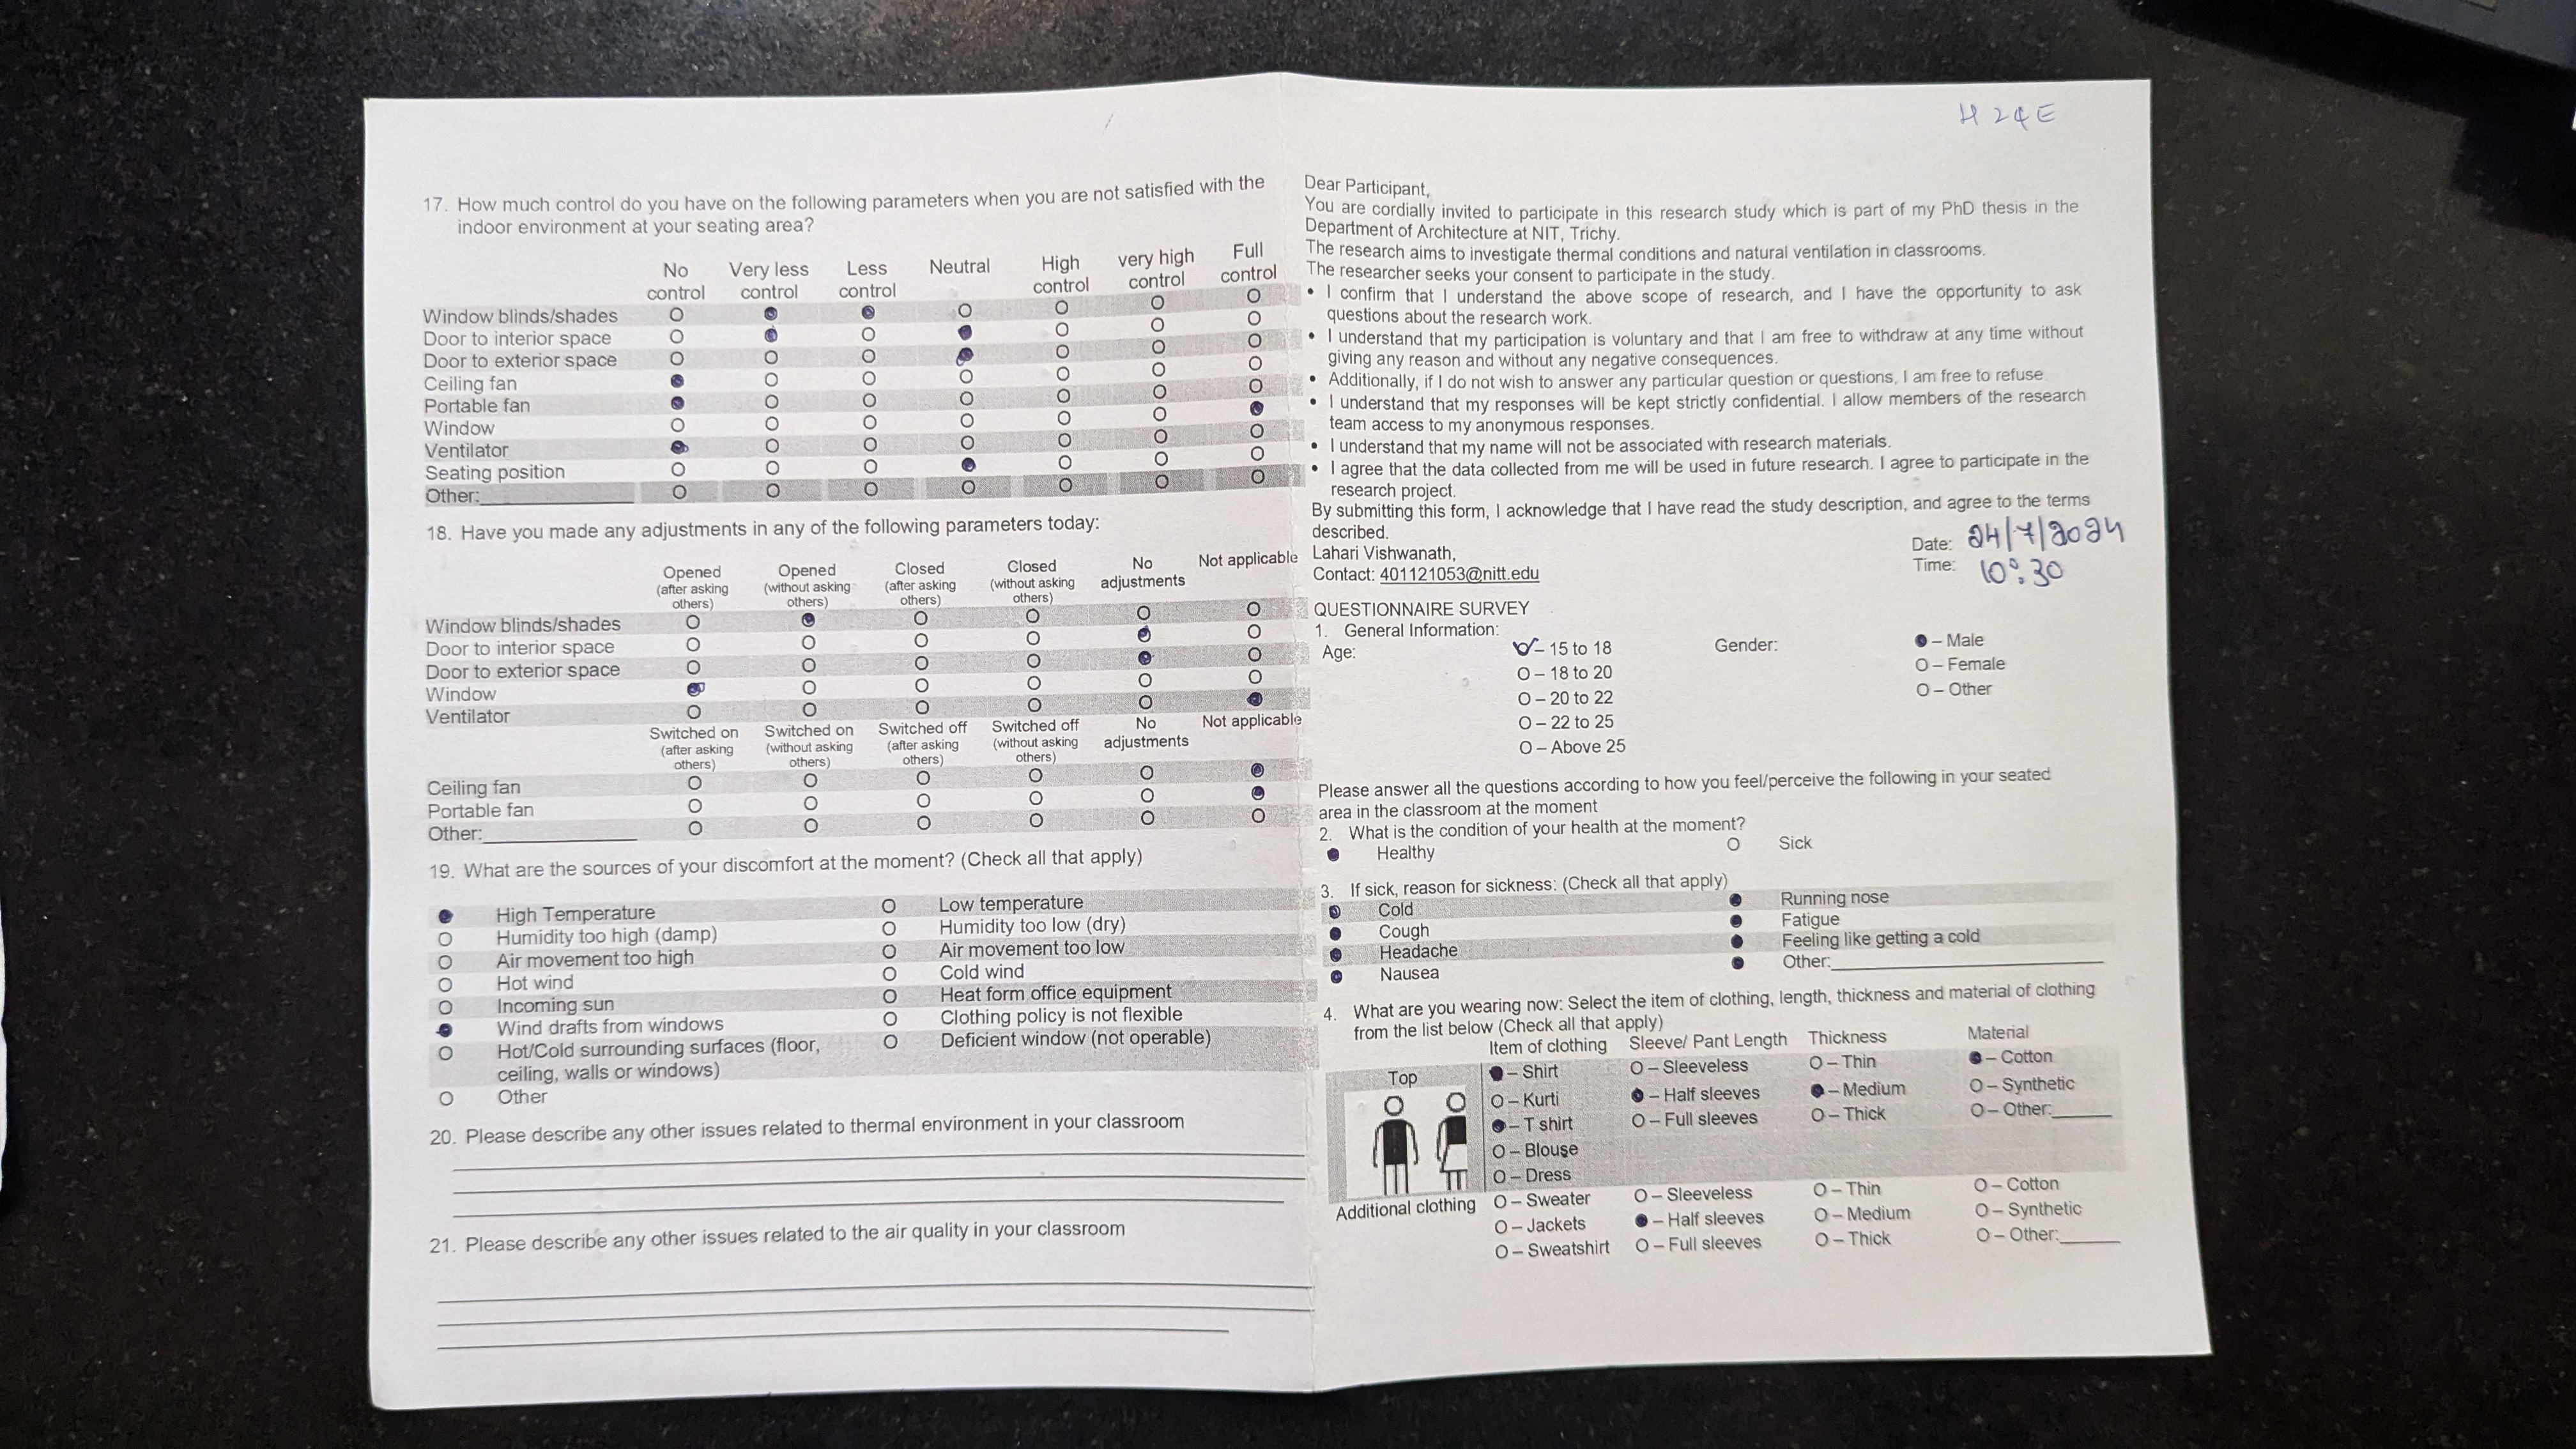 17. How much control do you have on the following parameters when you are not satisfied with the
indoor environment at your seating area?
No control Very less control Less control Neutral High control very high control Full control
Window blinds/shades
Door to interior space
Door to exterior space
Ceiling fan
Portable fan
Window
Ventilator
Seating position
Other:
18. Have you made any adjustments in any of the following parameters today:
Opened (after asking others) Opened (without asking others) Closed (after asking others) Closed (without asking others) No adjustments Not applicable
Window blinds/shades
Door to interior space
Door to exterior space
Window
Ventilator
Switched on (after asking others) Switched on (without asking others) Switched off (after asking others) Switched off (without asking others) No adjustments Not applicable
Ceiling fan
Portable fan
Other:
19. What are the sources of your discomfort at the moment? (Check all that apply)
High Temperature Low temperature
Humidity too high (damp) Humidity too low (dry)
Air movement too high Air movement too low
Hot wind Cold wind
Incoming sun Heat form office equipment
Wind drafts from windows Clothing policy is not flexible
Hot/Cold surrounding surfaces (floor, Deficient window (not operable)
ceiling, walls or windows)
Other
20. Please describe any other issues related to thermal environment in your classroom
21. Please describe any other issues related to the air quality in your classroom
Dear Participant,
You are cordially invited to participate in this research study which is part of my PhD thesis in the
Department of Architecture at NIT, Trichy.
The research aims to investigate thermal conditions and natural ventilation in classrooms.
The researcher seeks your consent to participate in the study.
• I confirm that I understand the above scope of research, and I have the opportunity to ask
questions about the research work.
• I understand that my participation is voluntary and that I am free to withdraw at any time without
giving any reason and without any negative consequences.
• Additionally, if I do not wish to answer any particular question or questions, I am free to refuse
• I understand that my responses will be kept strictly confidential. I allow members of the research
team access to my anonymous responses.
• I understand that my name will not be associated with research materials.
• I agree that the data collected from me will be used in future research. I agree to participate in the
research project.
By submitting this form, I acknowledge that I have read the study description, and agree to the terms
described.
Lahari Vishwanath,
Contact: 401121053@nitt.edu
Date: 24/7/2024
Time: 10:30
QUESTIONNAIRE SURVEY
1. General Information:
Age: – 15 to 18 Gender: – Male
O – 18 to 20 O – Female
O – 20 to 22 O – Other
O – 22 to 25
O – Above 25
Please answer all the questions according to how you feel/perceive the following in your seated
area in the classroom at the moment
2. What is the condition of your health at the moment?
Healthy Sick
3. If sick, reason for sickness: (Check all that apply)
Cold Running nose
Cough Fatigue
Headache Feeling like getting a cold
Nausea Other:
4. What are you wearing now: Select the item of clothing, length, thickness and material of clothing
from the list below (Check all that apply)
Item of clothing Sleeve/ Pant Length Thickness Material
Top – Shirt O – Sleeveless O – Thin – Cotton
O – Kurti – Half sleeves – Medium O – Synthetic
– T shirt O – Full sleeves O – Thick O – Other:
O – Blouse
O – Dress
Additional clothing O – Sweater O – Sleeveless O – Thin O – Cotton
O – Jackets – Half sleeves O – Medium O – Synthetic
O – Sweatshirt O – Full sleeves O – Thick O – Other: